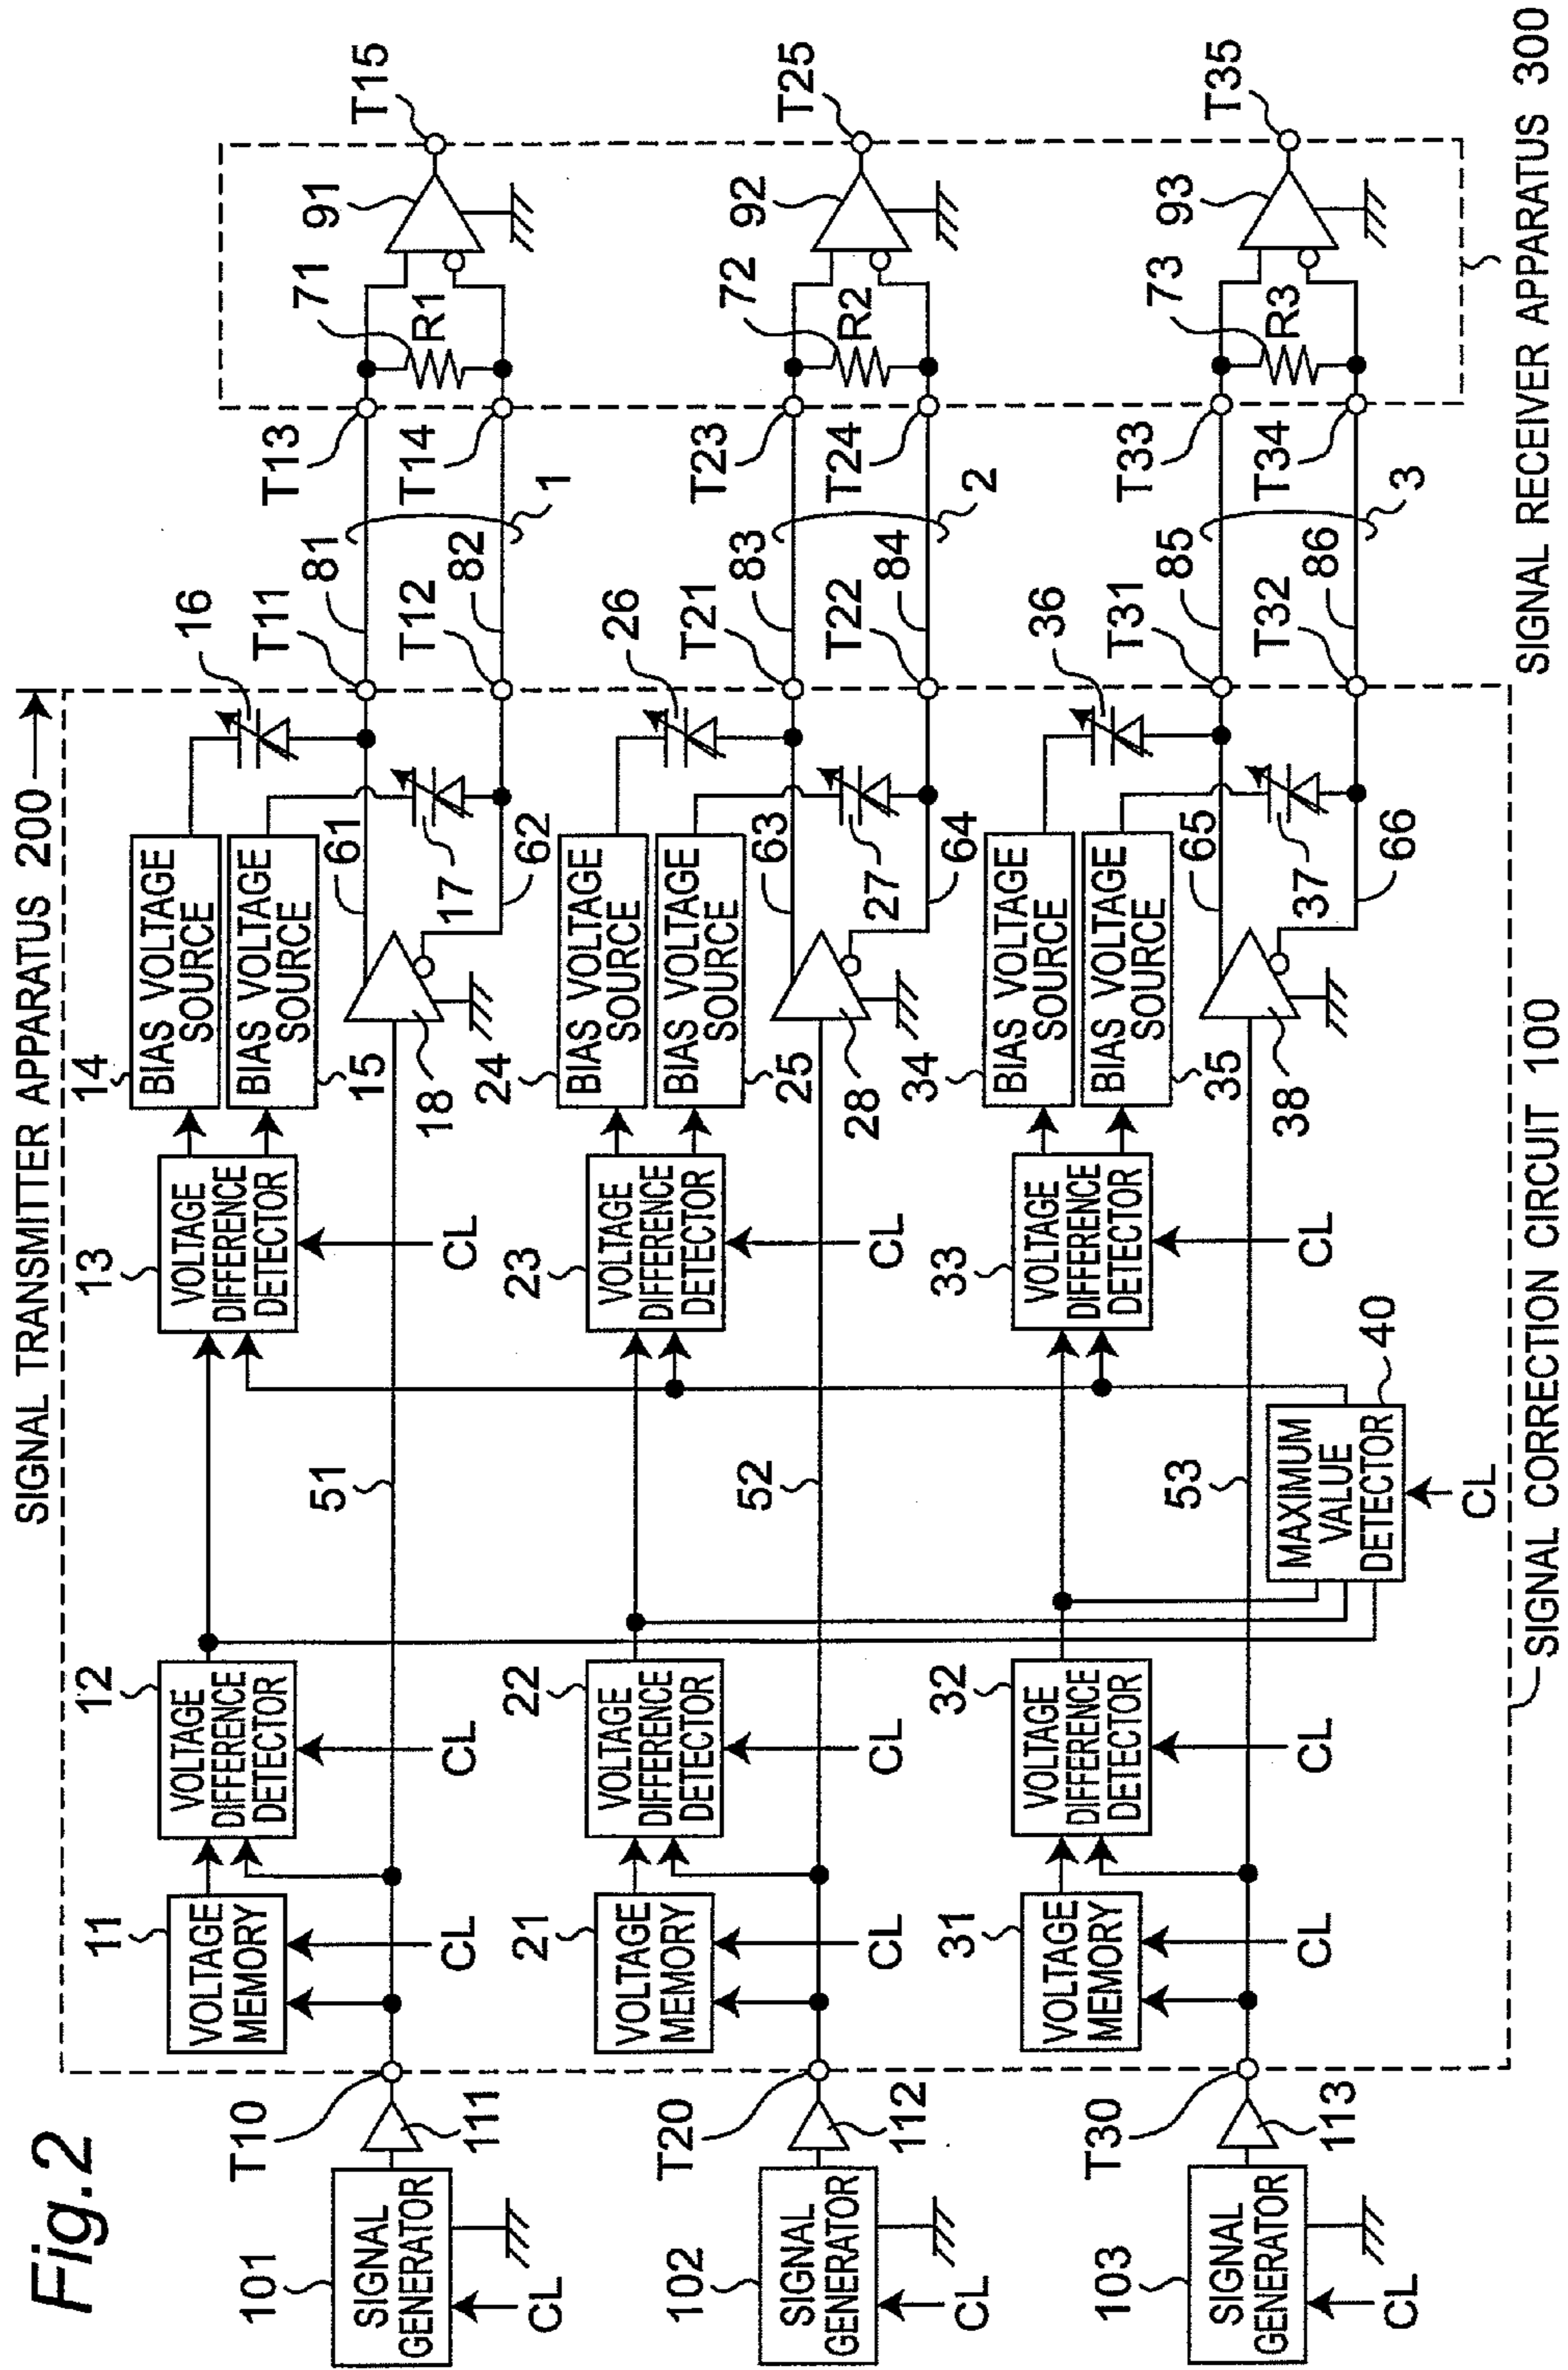 Fig.2
SIGNAL TRANSMITTER APPARATUS 200
101
SIGNAL
GENERATOR
CL
111
T10
11
VOLTAGE
MEMORY
CL
12
VOLTAGE
DIFFERENCE
DETECTOR
CL
51
13
VOLTAGE
DIFFERENCE
DETECTOR
CL
14
BIAS VOLTAGE
SOURCE
BIAS VOLTAGE
SOURCE
15
18
61
17
62
16
T11
T12
81
82
1
T13
T14
71
R1
91
T15
102
SIGNAL
GENERATOR
CL
112
T20
21
VOLTAGE
MEMORY
CL
22
VOLTAGE
DIFFERENCE
DETECTOR
CL
52
23
VOLTAGE
DIFFERENCE
DETECTOR
CL
24
BIAS VOLTAGE
SOURCE
BIAS VOLTAGE
SOURCE
25
28
63
27
64
26
T21
T22
83
84
2
T23
T24
72
R2
92
T25
103
SIGNAL
GENERATOR
CL
113
T30
31
VOLTAGE
MEMORY
CL
32
VOLTAGE
DIFFERENCE
DETECTOR
CL
53
MAXIMUM
VALUE
DETECTOR
40
CL
33
VOLTAGE
DIFFERENCE
DETECTOR
CL
34
BIAS VOLTAGE
SOURCE
BIAS VOLTAGE
SOURCE
35
38
65
37
66
36
T31
T32
85
86
3
T33
T34
73
R3
93
T35
SIGNAL CORRECTION CIRCUIT 100
SIGNAL RECEIVER APPARATUS 300